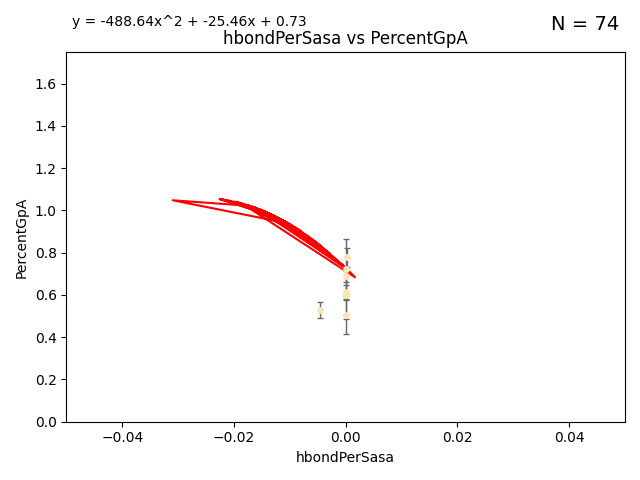 y = -488.64x^2 + -25.46x + 0.73
N = 74
hbondPerSasa vs PercentGpA
1.6
1.4
1.2
1.0
0.8
0.6
0.4
0.2
0.0
PercentGpA
−0.04
−0.02
0.00
0.02
0.04
hbondPerSasa